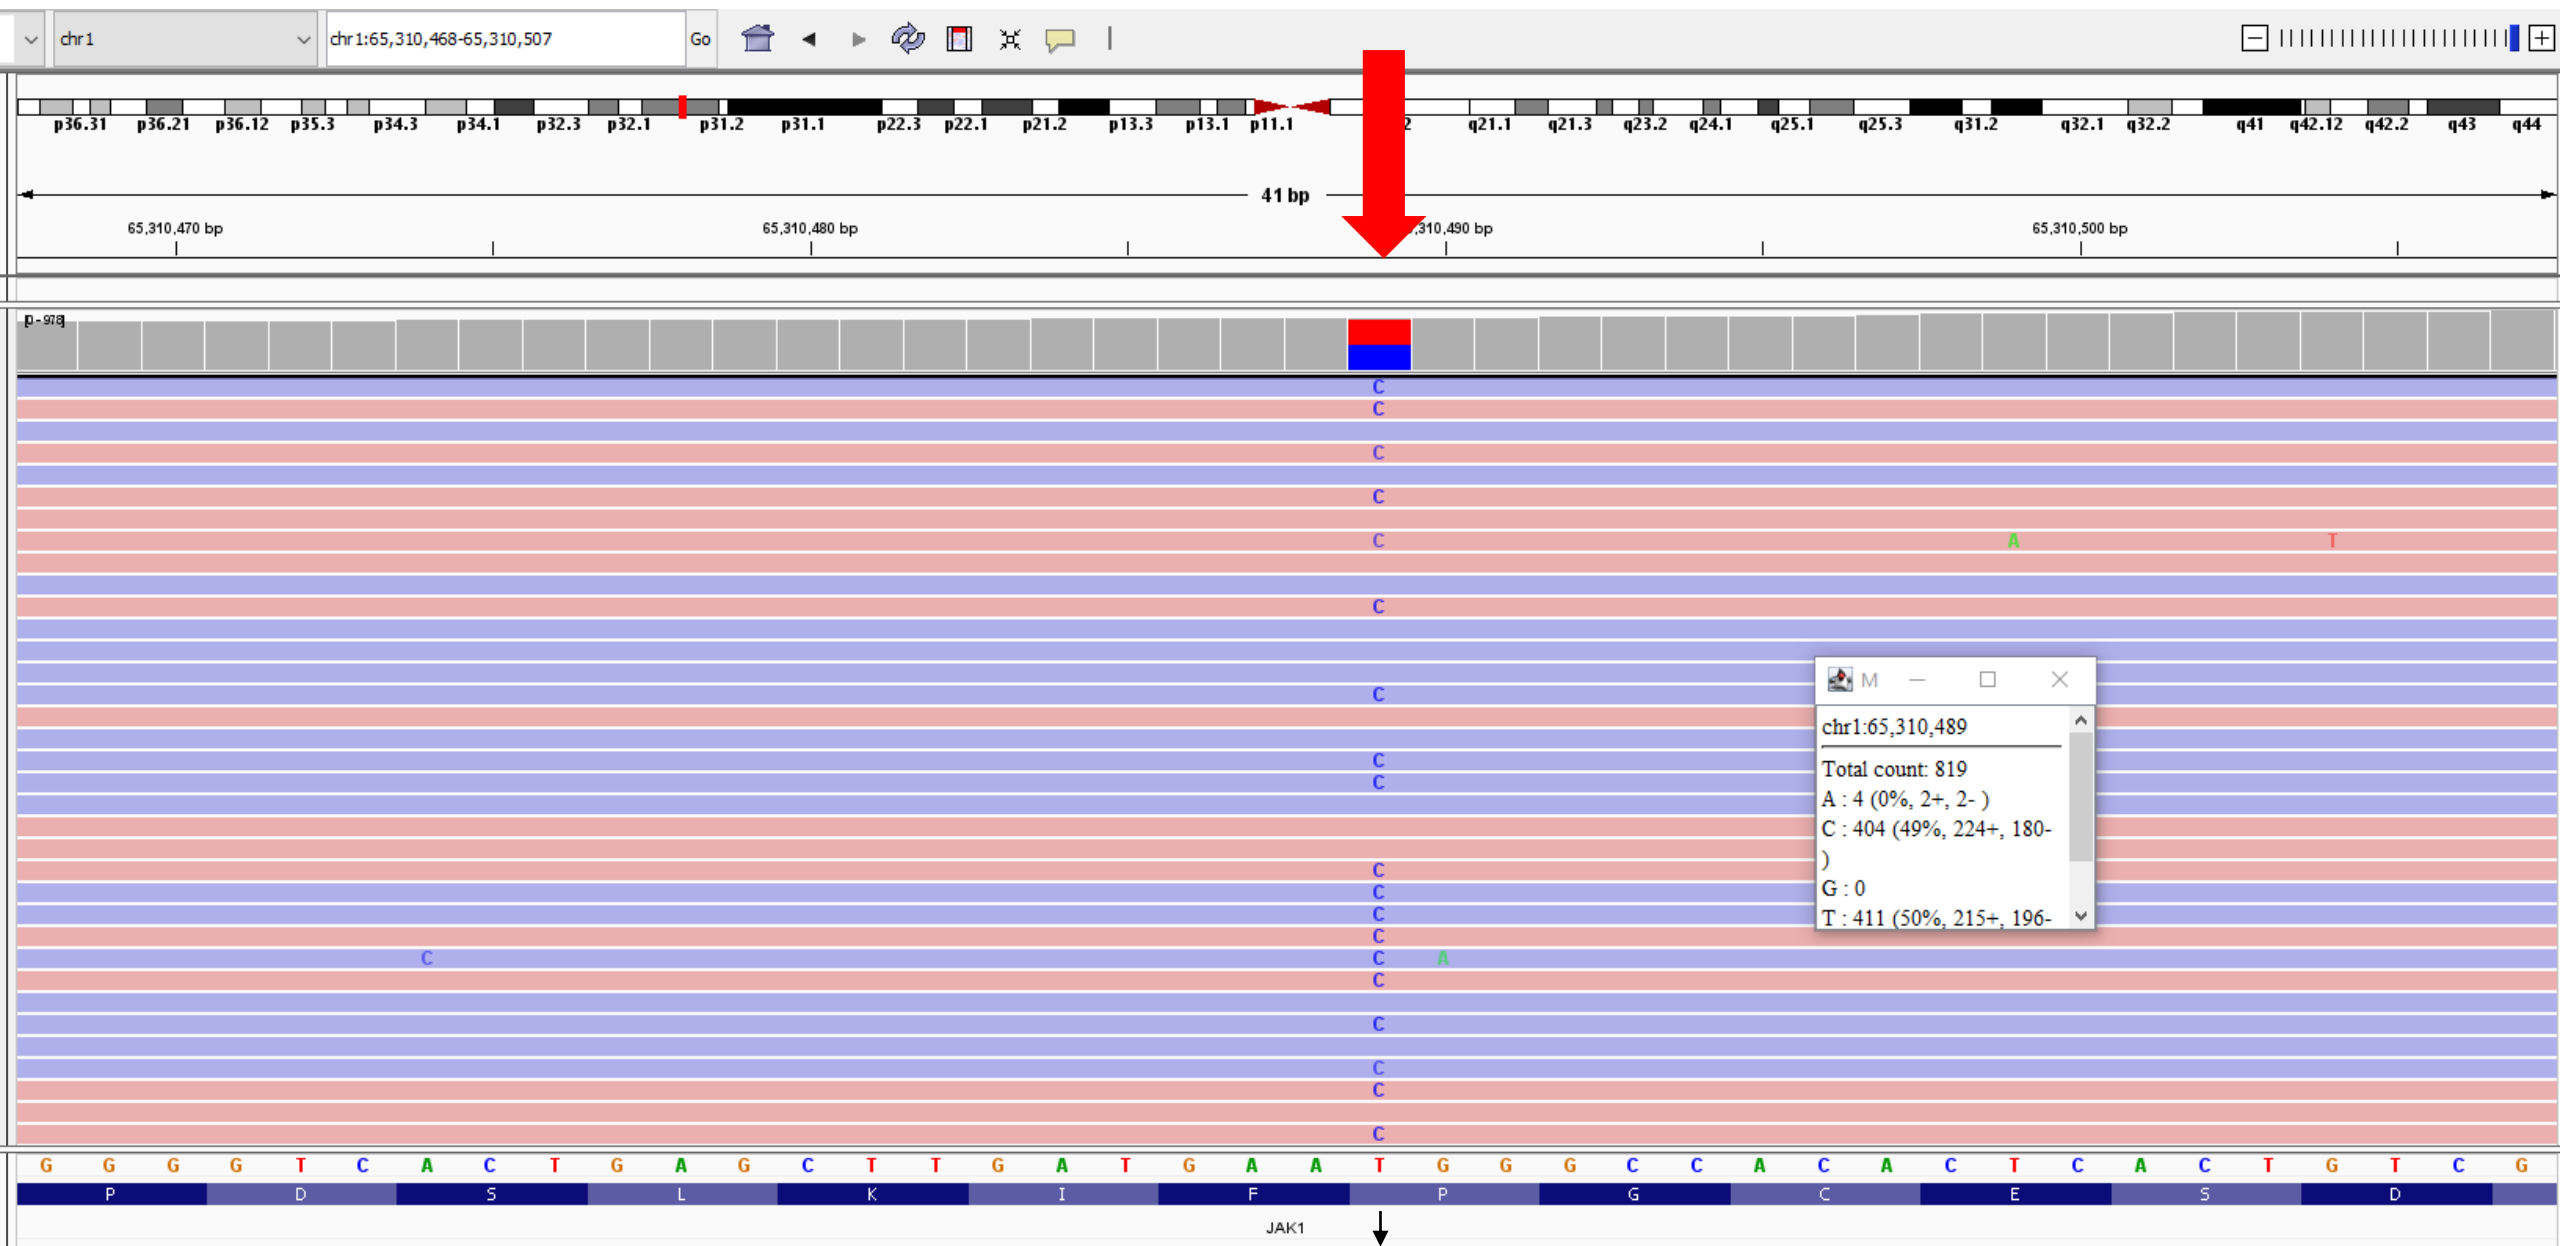 chr1 chr1:65,310,468-65,310,507 Go
p36.31 p36.21 p36.12 p35.3 p34.3 p34.1 p32.3 p32.1 p31.2 p31.1 p22.3 p22.1 p21.2 p13.3 p13.1 p11.1 2 q21.1 q21.3 q23.2 q24.1 q25.1 q25.3 q31.2 q32.1 q32.2 q41 q42.12 q42.2 q43 q44
41 bp
65,310,470 bp 65,310,480 bp ,310,490 bp 65,310,500 bp
[0 - 978]
C
C
C
C
C A T
C
C
C
C
C
C
C
C
C C A
C
C
C
C
C
M
chr1:65,310,489
Total count: 819
A : 4 (0%, 2+, 2- )
C : 404 (49%, 224+, 180-
)
G : 0
T : 411 (50%, 215+, 196-
G G G G T C A C T G A G C T T G A T G A A T G G G C C A C A C T C A C T G T C G
P D S L K I F P G C E S D
JAK1